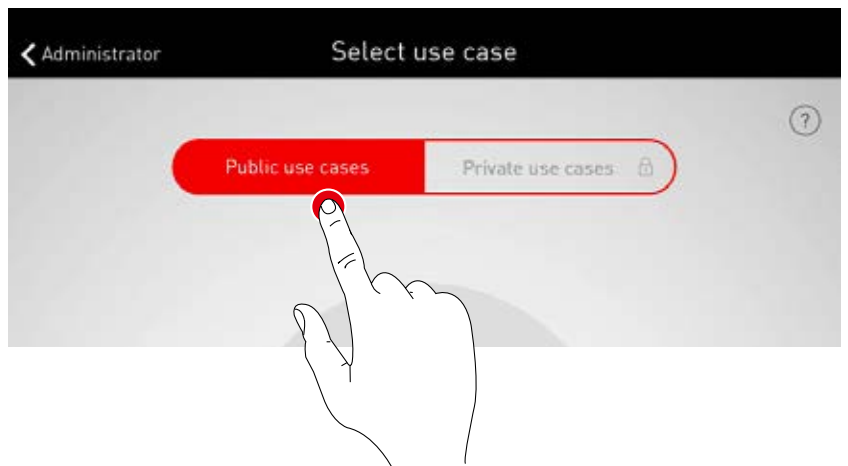 Administrator
Select use case
?
Public use cases
Private use cases